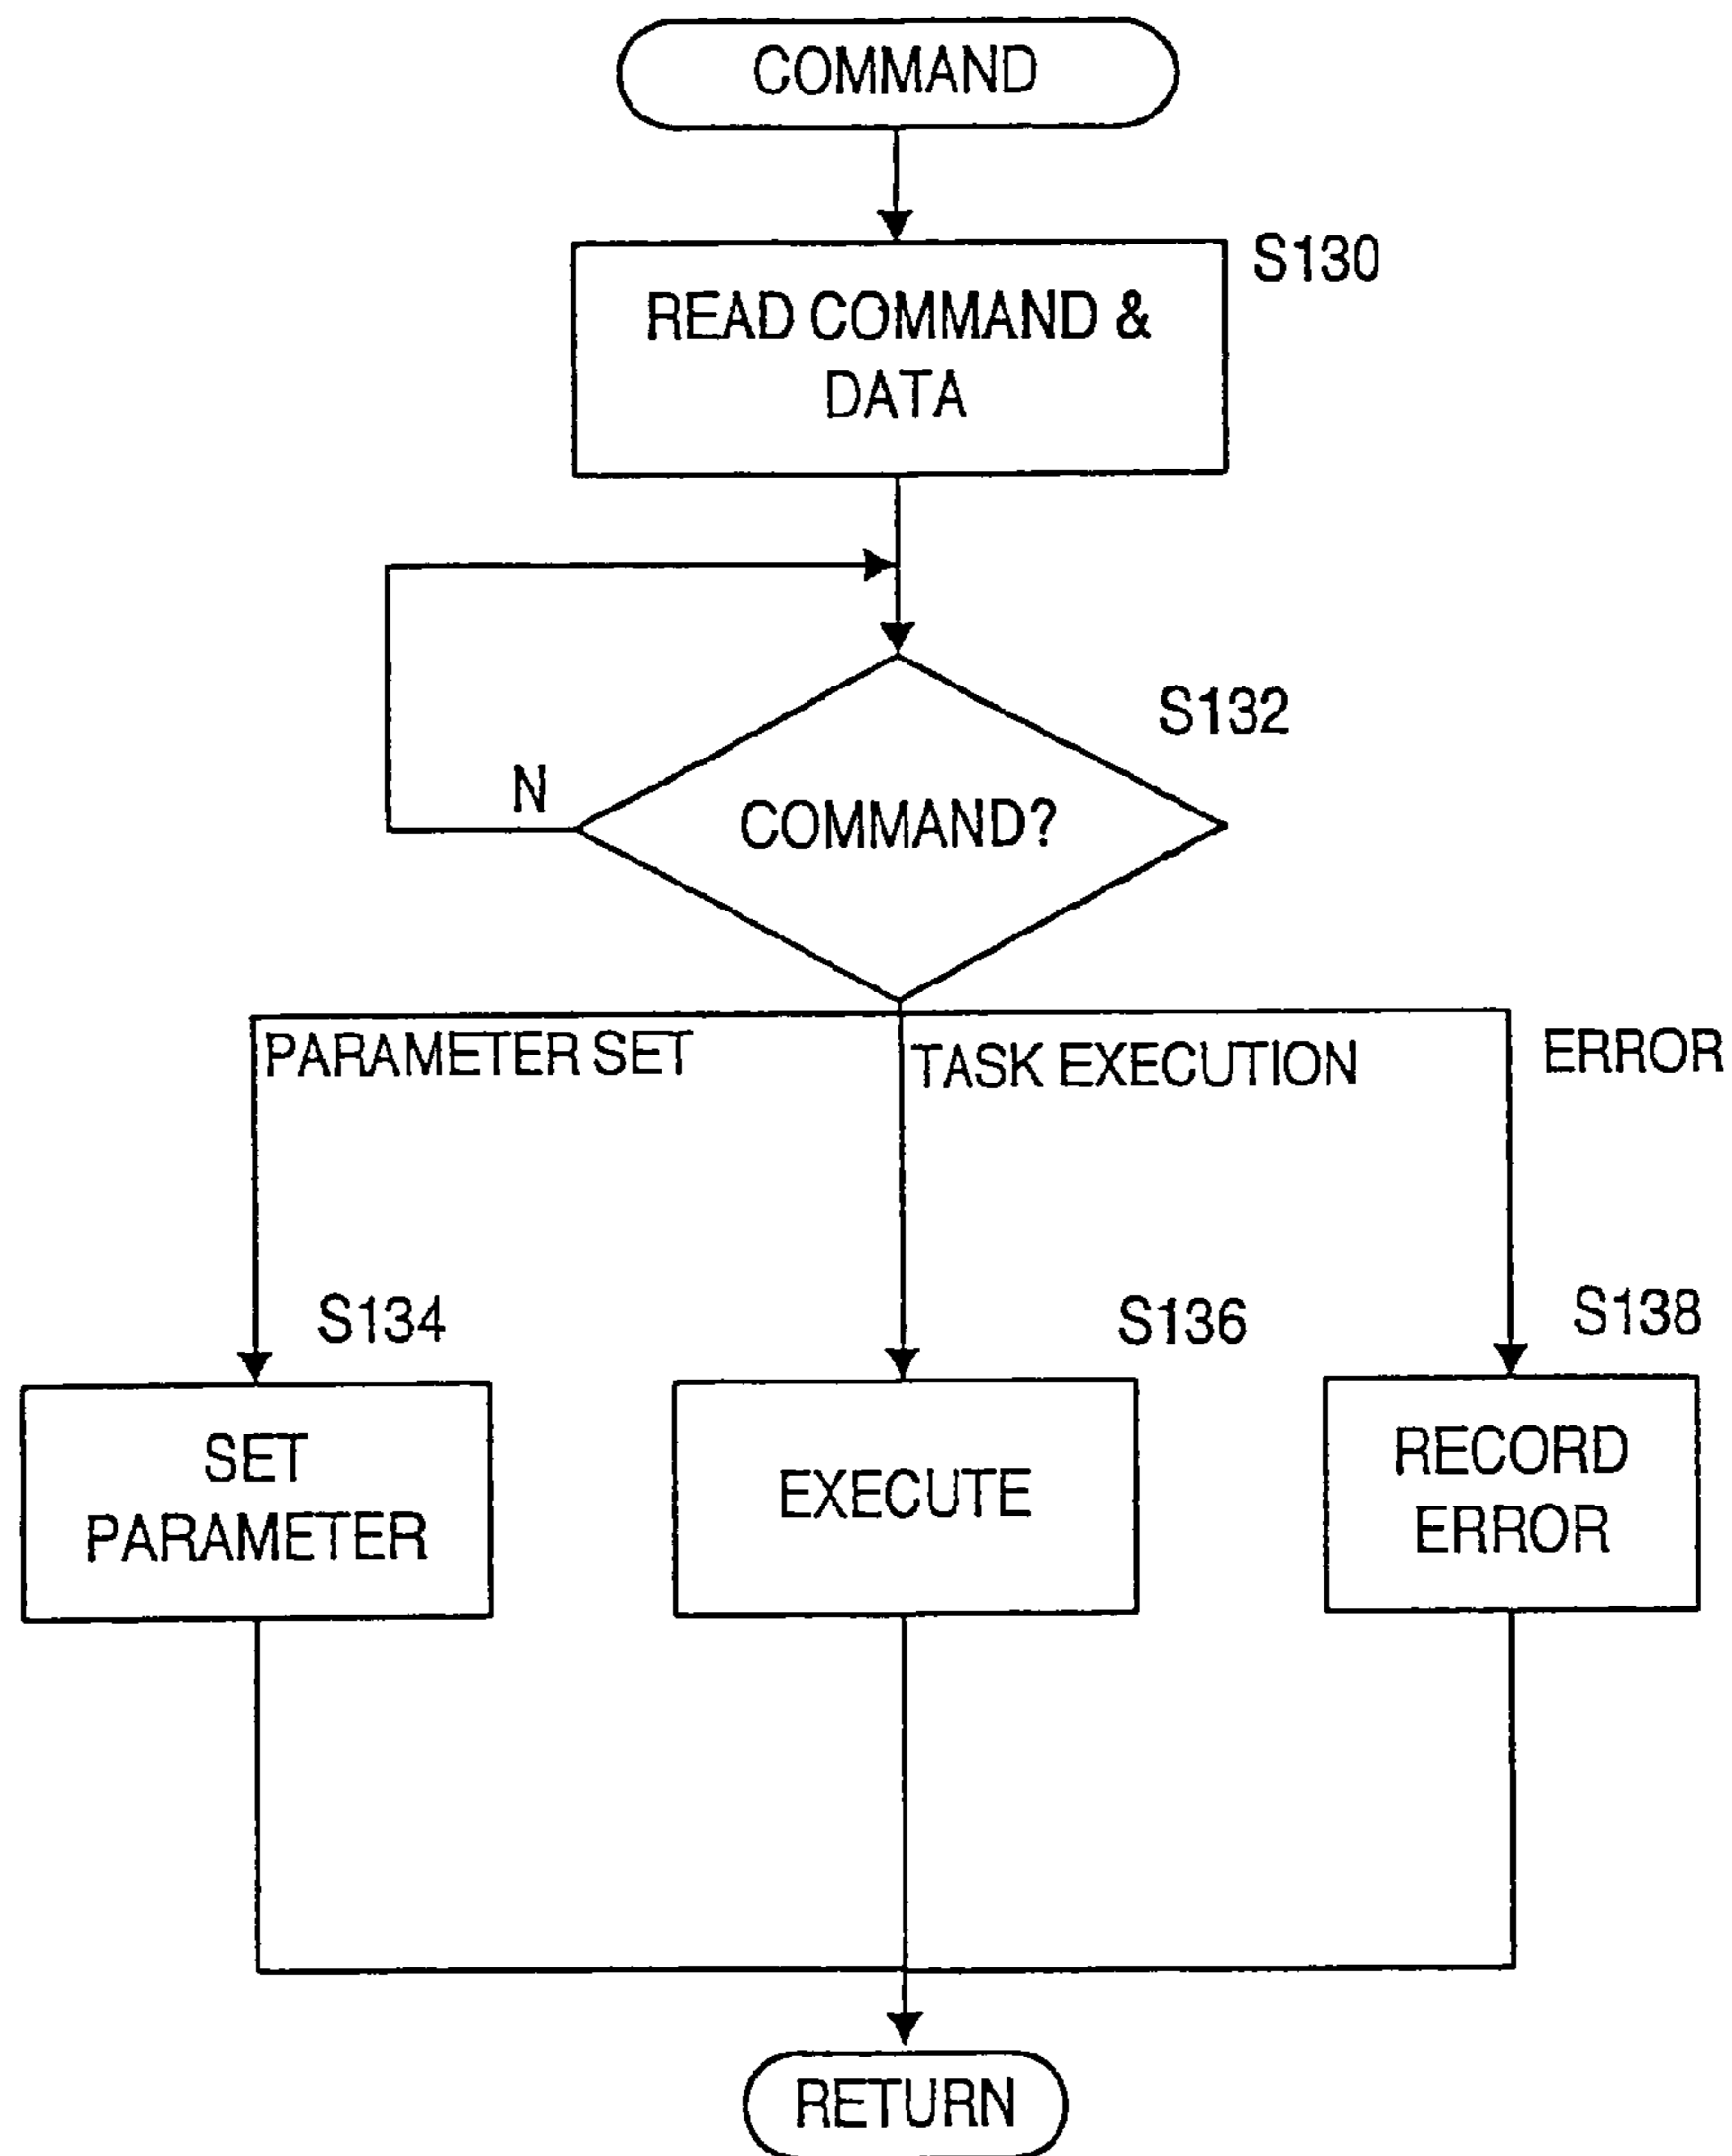 COMMAND
S130
READ COMMAND &
DATA
S132
N
COMMAND?
PARAMETER SET
TASK EXECUTION
ERROR
S134
S136
S138
SET
PARAMETER
EXECUTE
RECORD
ERROR
RETURN